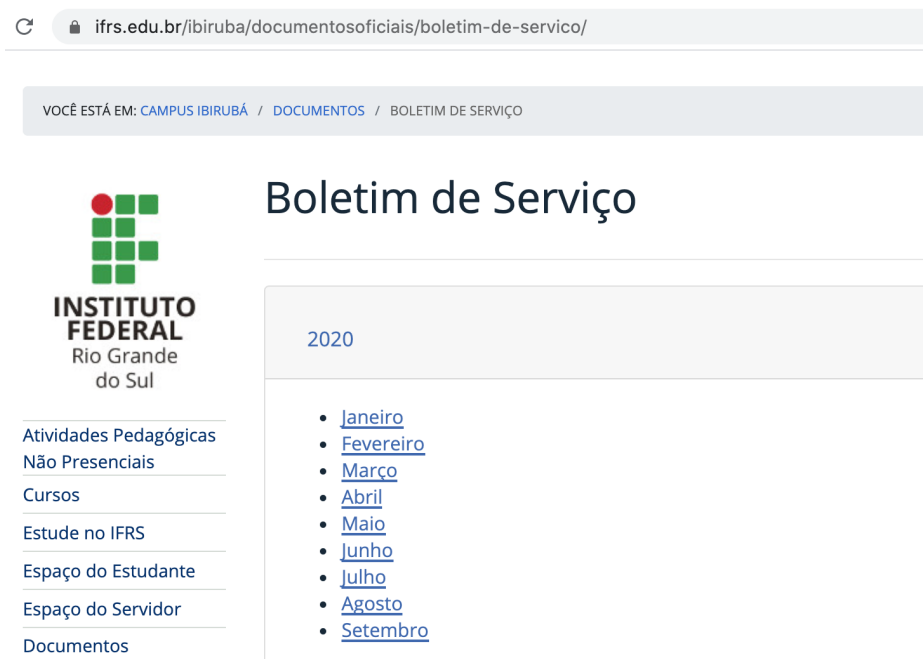 ifrs.edu.br/ibiruba/documentosoficiais/boletim-de-servico/
VOCÊ ESTÁ EM: CAMPUS IBIRUBÁ / DOCUMENTOS / BOLETIM DE SERVIÇO
INSTITUTO
FEDERAL
Rio Grande
do Sul
Atividades Pedagógicas
Não Presenciais
Cursos
Estude no IFRS
Espaço do Estudante
Espaço do Servidor
Documentos
Boletim de Serviço
2020
Janeiro
Fevereiro
Março
Abril
Maio
Junho
Julho
Agosto
Setembro